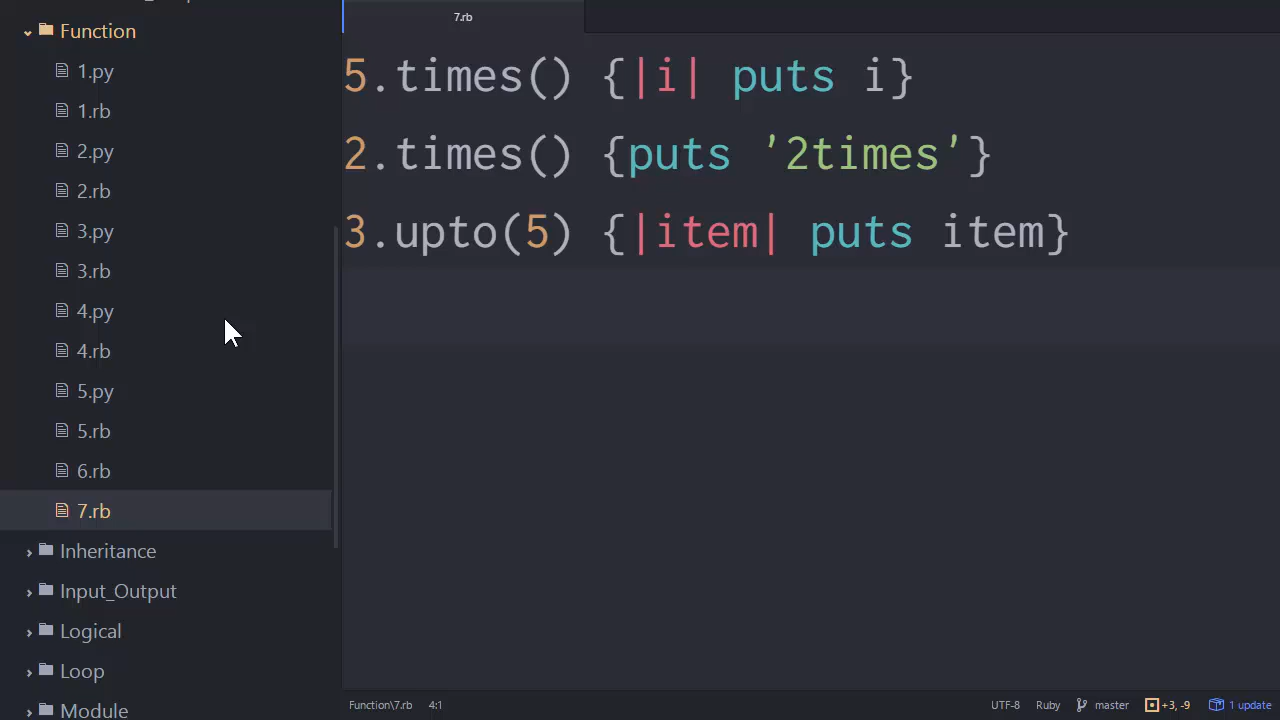 Function
1.py
1.rb
2.py
2.rb
3.py
3.rb
4.py
4.rb
5.py
5.rb
6.rb
7.rb
Inheritance
Input_Output
Logical
Loop
Module
7.rb
5.times() {|i| puts i}
2.times() {puts '2times'}
3.upto(5) {|item| puts item}
Function\7.rb 4:1 UTF-8 Ruby master +3, -9 1 update